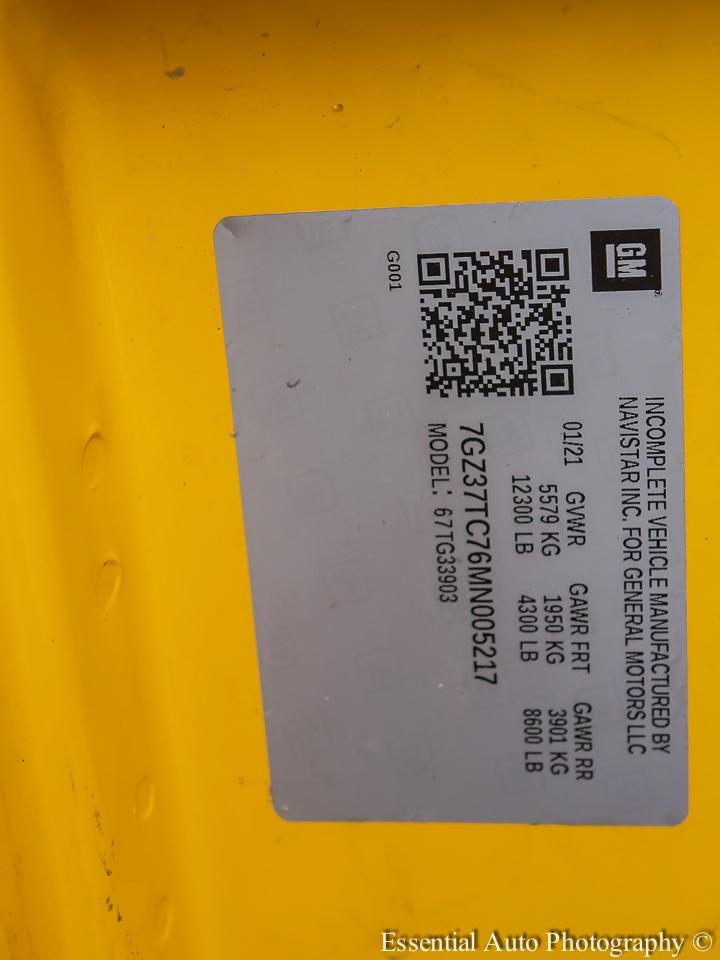 GM
INCOMPLETE VEHICLE MANUFACTURED BY
NAVISTAR INC. FOR GENERAL MOTORS LLC
01/21 GVWR GAWR FRT GAWR RR
5579 KG 1950 KG 3901 KG
12300 LB 4300 LB 8600 LB
7GZ37TC76MN005217
MODEL: 67TG33903
G001
Essential Auto Photography ©